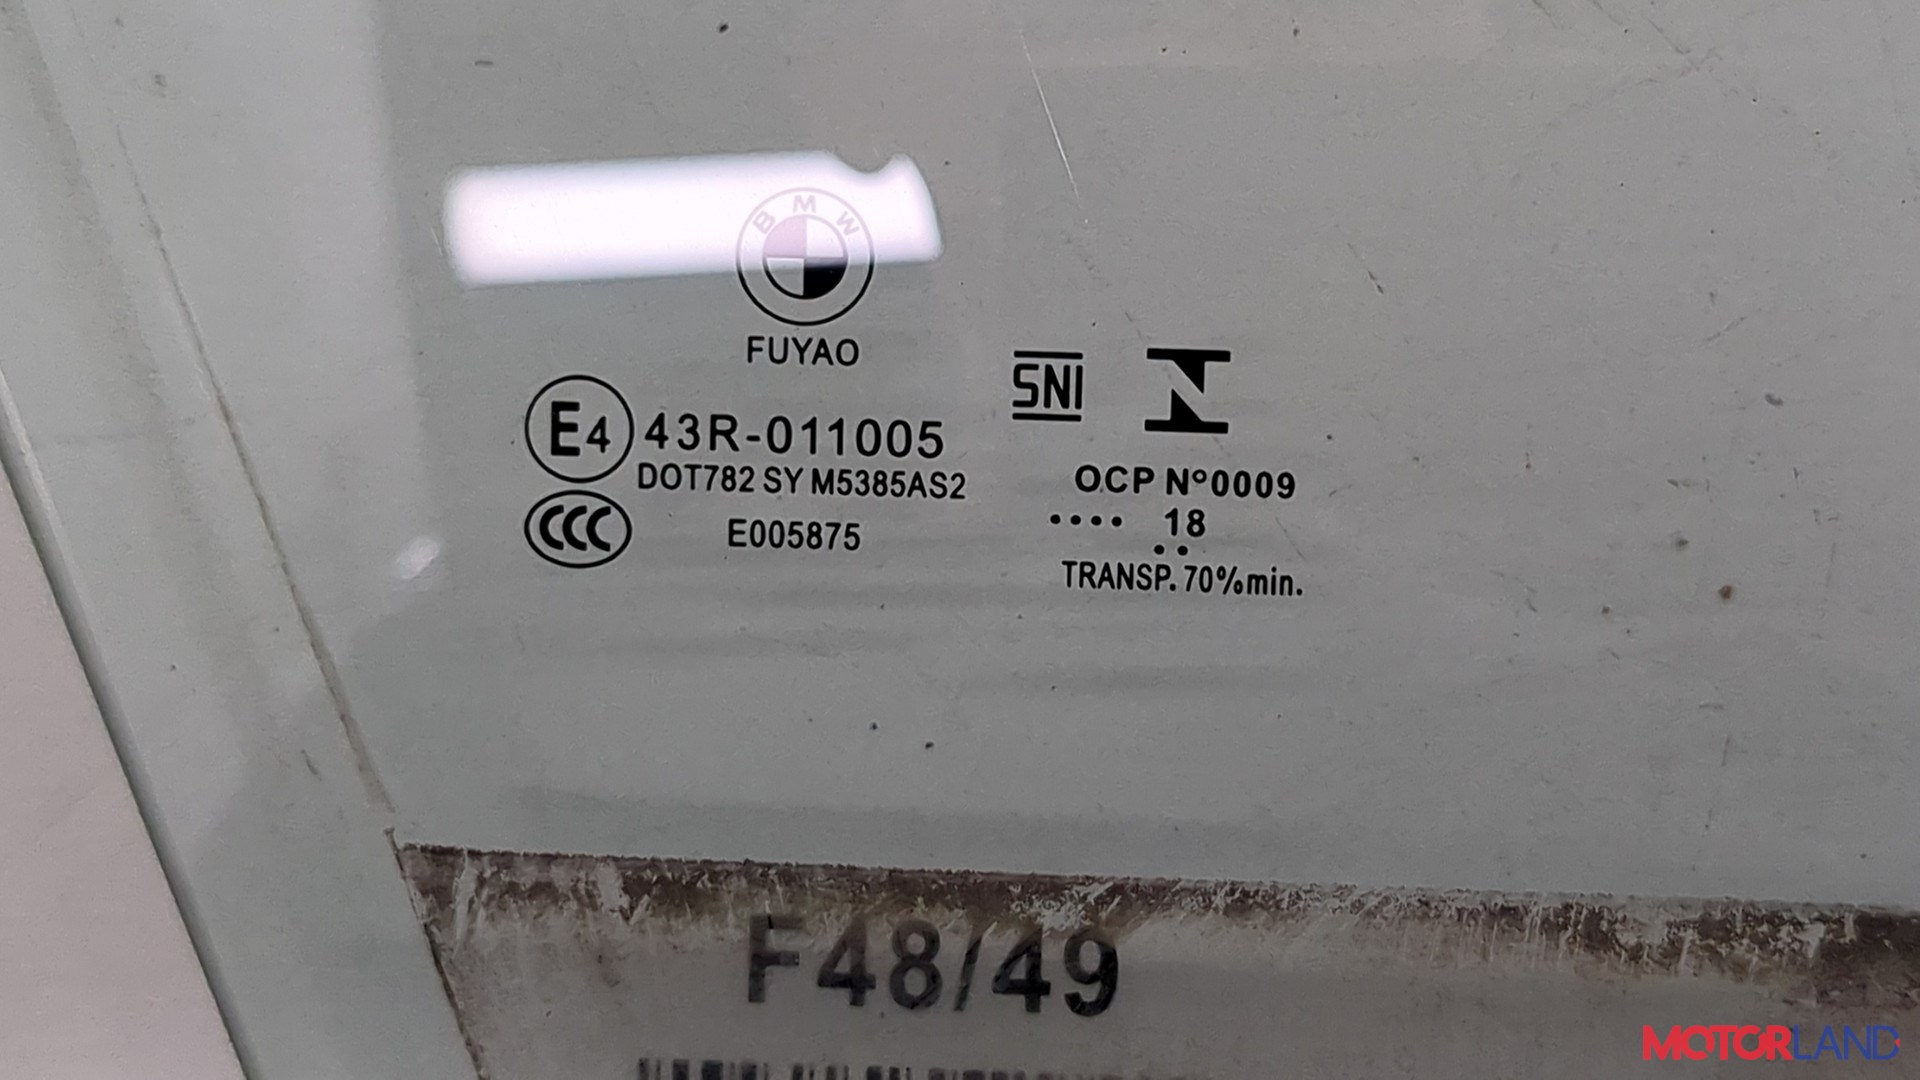 BMW
FUYAO
E4 43R-011005
DOT782 SY M5385AS2
CCC E005875
SNI N
OCP Nº0009
.... 18
..
TRANSP. 70%min.
F48/49
MOTORLAND